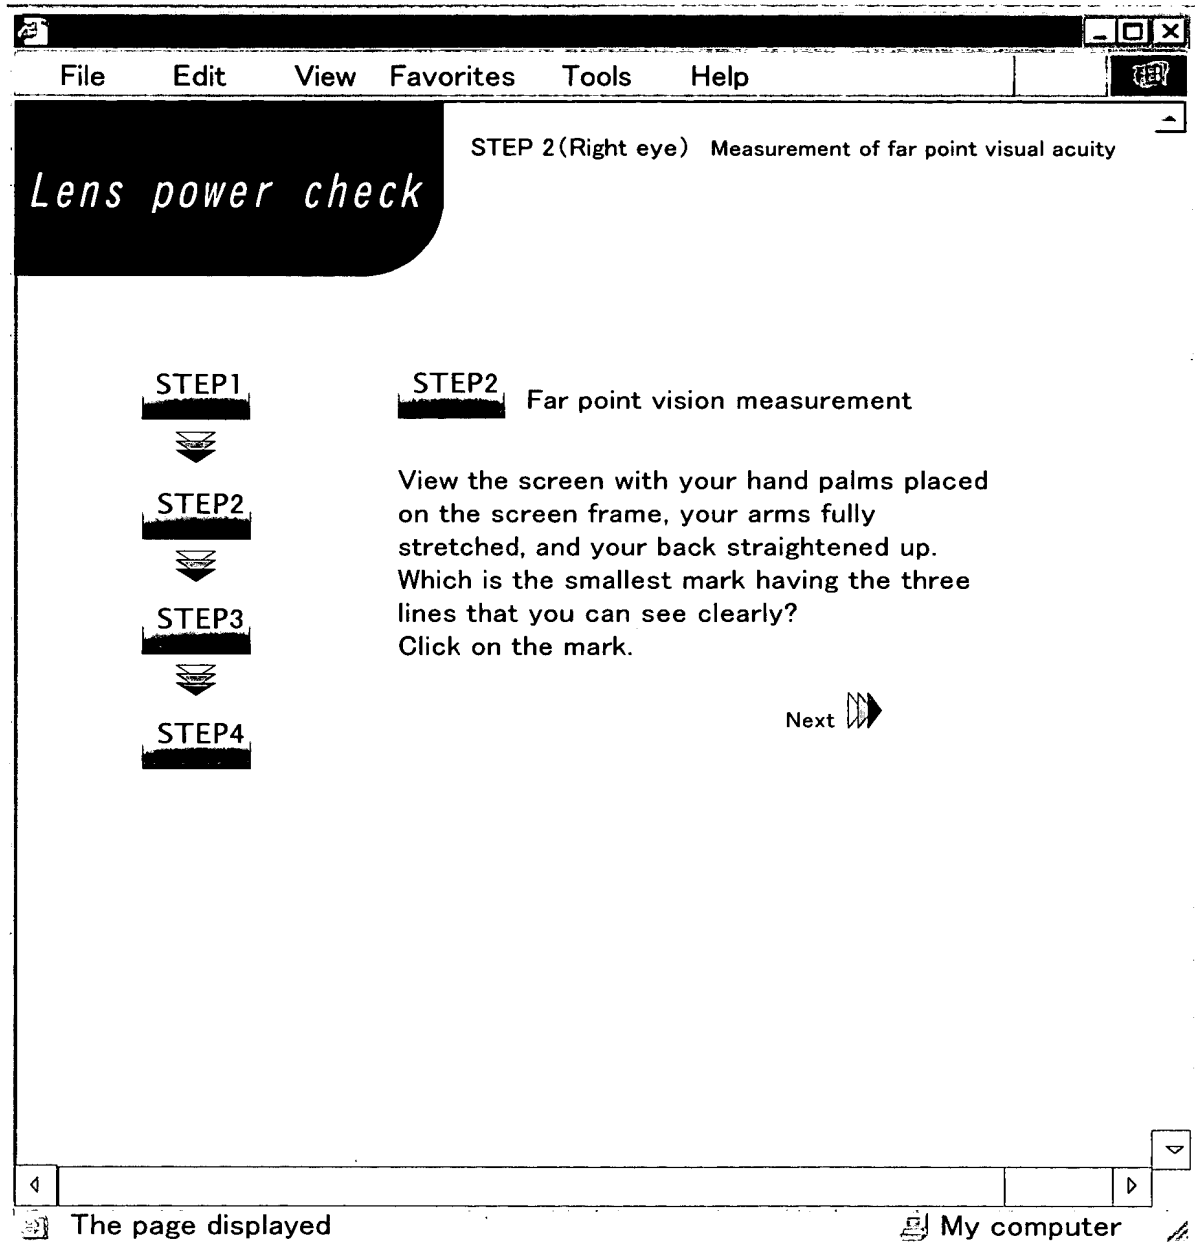 File Edit View Favorites Tools Help
STEP 2(Right eye) Measurement of far point visual acuity
Lens power check
STEP1
STEP2
STEP3
STEP4
STEP2 Far point vision measurement
View the screen with your hand palms placed
on the screen frame, your arms fully
stretched, and your back straightened up.
Which is the smallest mark having the three
lines that you can see clearly?
Click on the mark.
Next
The page displayed
My computer